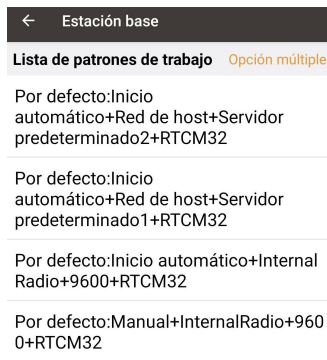 Estación base
Lista de patrones de trabajo Opción múltiple
Por defecto:Inicio
automático+Red de host+Servidor
predeterminado2+RTCM32
Por defecto:Inicio
automático+Red de host+Servidor
predeterminado1+RTCM32
Por defecto:Inicio automático+Internal
Radio+9600+RTCM32
Por defecto:Manual+InternalRadio+960
0+RTCM32